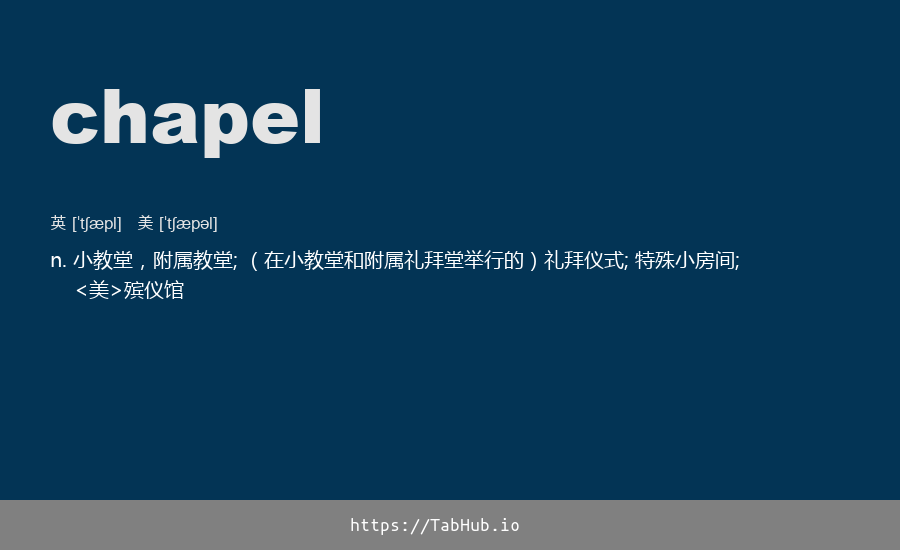 chapel
英 [ˈtʃæpl] 美 [ˈtʃæpəl]
n. 小教堂，附属教堂; （在小教堂和附属礼拜堂举行的）礼拜仪式; 特殊小房间;
<美>殡仪馆
https://TabHub.io